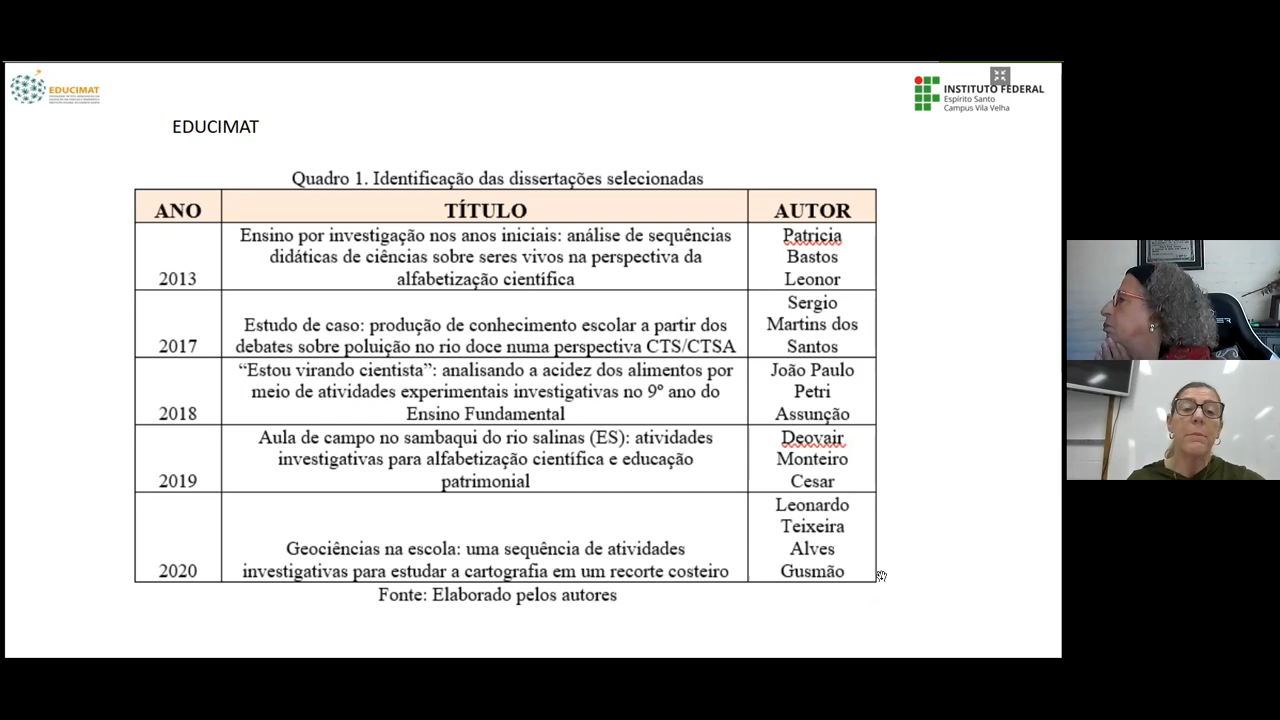 EDUCIMAT
INSTITUTO FEDERAL
Espírito Santo
Campus Vila Velha
EDUCIMAT
Quadro 1. Identificação das dissertações selecionadas
ANO TÍTULO AUTOR
2013
Ensino por investigação nos anos iniciais: análise de sequências
didáticas de ciências sobre seres vivos na perspectiva da
alfabetização científica
Patricia
Bastos
Leonor
2017
Estudo de caso: produção de conhecimento escolar a partir dos
debates sobre poluição no rio doce numa perspectiva CTS/CTSA
Sergio
Martins dos
Santos
2018
“Estou virando cientista”: analisando a acidez dos alimentos por
meio de atividades experimentais investigativas no 9º ano do
Ensino Fundamental
João Paulo
Petri
Assunção
2019
Aula de campo no sambaqui do rio salinas (ES): atividades
investigativas para alfabetização científica e educação
patrimonial
Deovair
Monteiro
Cesar
2020
Geociências na escola: uma sequência de atividades
investigativas para estudar a cartografia em um recorte costeiro
Leonardo
Teixeira
Alves
Gusmão
Fonte: Elaborado pelos autores